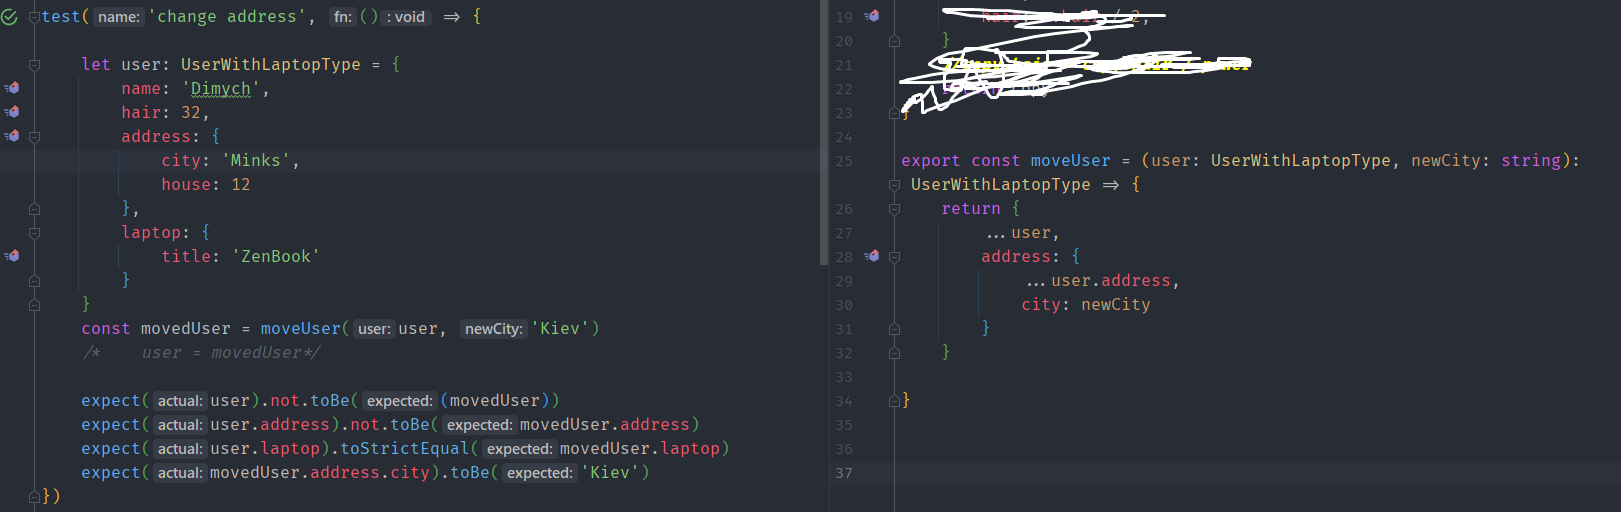 test( name: 'change address', fn: () : void => {
let user: UserWithLaptopType = {
name: 'Dimych',
hair: 32,
address: {
city: 'Minks',
house: 12
},
laptop: {
title: 'ZenBook'
}
}
const movedUser = moveUser( user: user, newCity: 'Kiev')
/* user = movedUser*/
expect( actual: user).not.toBe( expected: (movedUser))
expect( actual: user.address).not.toBe( expected: movedUser.address)
expect( actual: user.laptop).toStrictEqual( expected: movedUser.laptop)
expect( actual: movedUser.address.city).toBe( expected: 'Kiev')
})
19 2,
20 }
21
22
23 }
24
25 export const moveUser = (user: UserWithLaptopType, newCity: string):
UserWithLaptopType => {
26 return {
27 ...user,
28 address: {
29 ...user.address,
30 city: newCity
31 }
32 }
33
34 }
35
36
37